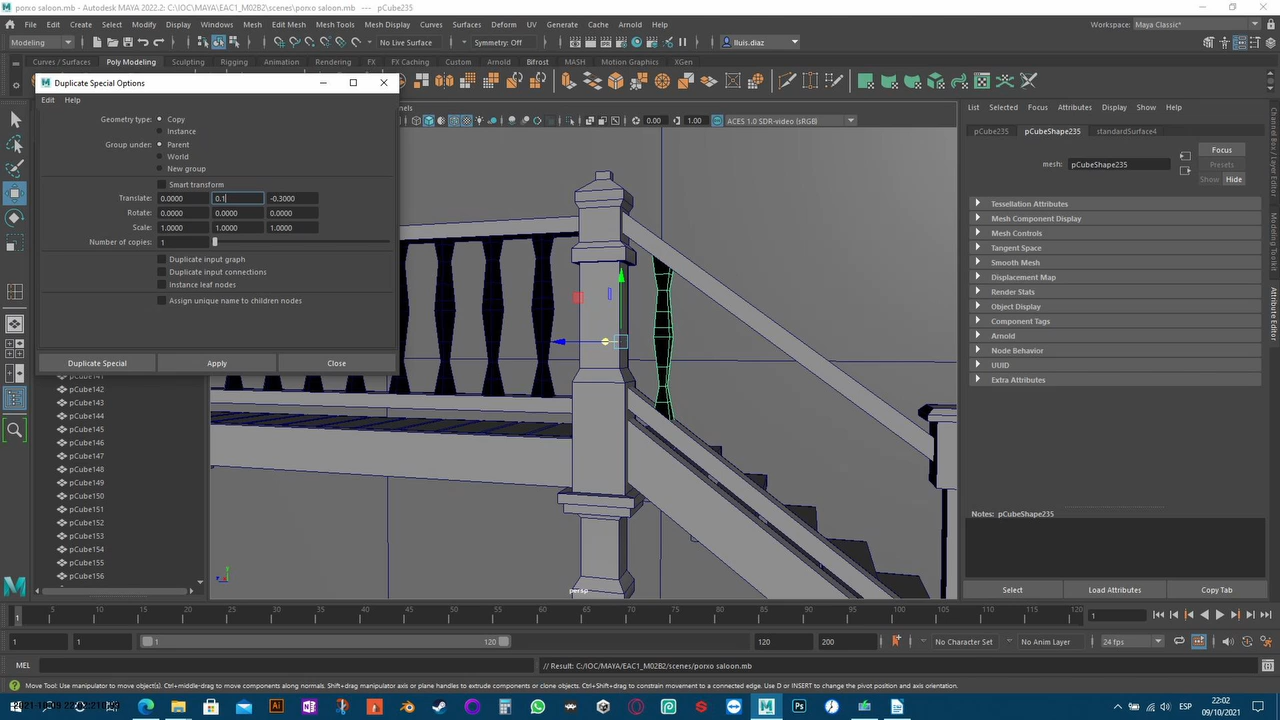 porxo saloon.mb - Autodesk MAYA 2022.2: C:\IOC\MAYA\EAC1_M02B2\scenes\porxo saloon.mb --- pCube235
File Edit Create Select Modify Display Windows Mesh Edit Mesh Mesh Tools Mesh Display Curves Surfaces Deform UV Generate Cache Arnold Help
Workspace: Maya Classic*
Modeling
No Live Surface
Symmetry: Off
lluis.diaz
Curves / Surfaces Poly Modeling Sculpting Rigging Animation Rendering FX FX Caching Custom Arnold Bifrost MASH Motion Graphics XGen
Duplicate Special Options
Edit Help
Geometry type: Copy
Instance
Group under: Parent
World
New group
Smart transform
Translate: 0.0000 0.1 -0.3000
Rotate: 0.0000 0.0000 0.0000
Scale: 1.0000 1.0000 1.0000
Number of copies: 1
Duplicate input graph
Duplicate input connections
Instance leaf nodes
Assign unique name to children nodes
Duplicate Special Apply Close
0.00 1.00 ACES 1.0 SDR-video (sRGB)
List Selected Focus Attributes Display Show Help
pCube235 pCubeShape235 standardSurface4
mesh: pCubeShape235
Focus
Presets
Show Hide
Tessellation Attributes
Mesh Component Display
Mesh Controls
Tangent Space
Smooth Mesh
Displacement Map
Render Stats
Object Display
Component Tags
Arnold
Node Behavior
UUID
Extra Attributes
Notes: pCubeShape235
Select Load Attributes Copy Tab
Channel Box / Layer Editor
Modeling Toolkit
Attribute Editor
pCube141
pCube142
pCube143
pCube144
pCube145
pCube146
pCube147
pCube148
pCube149
pCube150
pCube151
pCube152
pCube153
pCube154
pCube155
pCube156
persp
5 10 15 20 25 30 35 40 45 50 55 60 65 70 75 80 85 90 95 100 105 110 115 120
1
1 1 1 120 120 200
No Character Set No Anim Layer 24 fps
MEL
// Result: C:/IOC/MAYA/EAC1_M02B2/scenes/porxo saloon.mb
Move Tool: Use manipulator to move object(s). Ctrl+middle-drag to move components along normals. Shift+drag manipulator axis or plane handles to extrude components or clone objects. Ctrl+Shift+drag to constrain movement to a connected edge. Use D or INSERT to change the pivot position and axis orientation.
ESP
22:02
09/10/2021